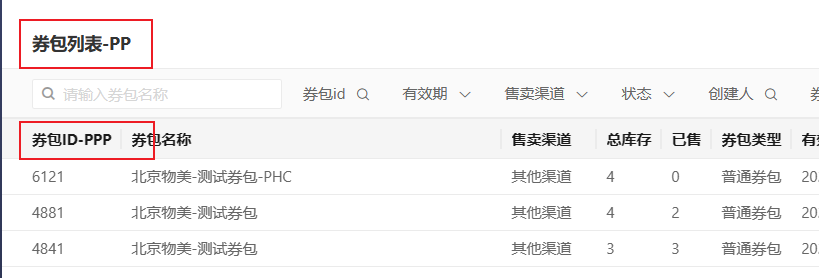 券包列表-PP
请输入券包名称 券包id 有效期 售卖渠道 状态 创建人
券包ID-PPP 券包名称 售卖渠道 总库存 已售 券包类型 有
6121 北京物美-测试券包-PHC 其他渠道 4 0 普通券包 20
4881 北京物美-测试券包 其他渠道 4 2 普通券包 20
4841 北京物美-测试券包 其他渠道 3 3 普通券包 20